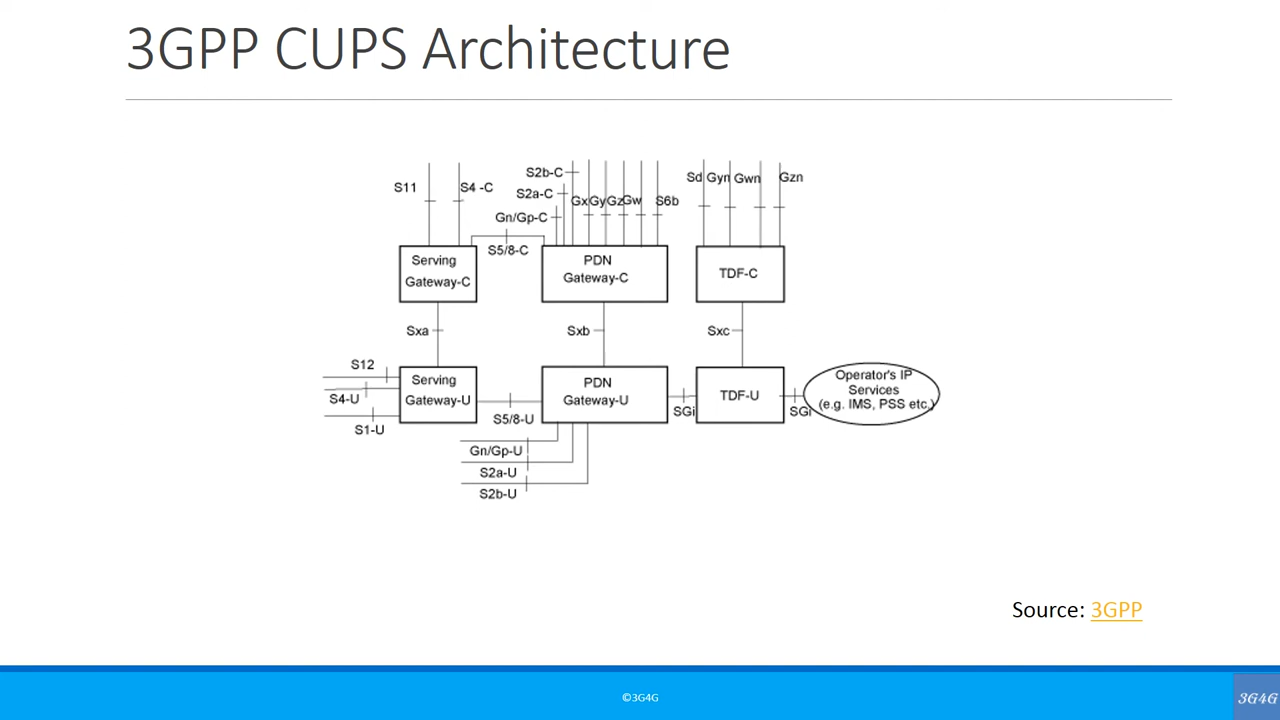 3GPP CUPS Architecture
S2b-C
S2a-C
Gn/Gp-C
S11
S4 -C
S5/8-C
Gx
Gy
Gz
Gw
S6b
Sd
Gyn
Gwn
Gzn
Serving
Gateway-C
PDN
Gateway-C
TDF-C
Sxa
Sxb
Sxc
S12
S4-U
S1-U
Serving
Gateway-U
S5/8-U
PDN
Gateway-U
SGi
TDF-U
SGi
Operator's IP
Services
(e.g. IMS, PSS etc.)
Gn/Gp-U
S2a-U
S2b-U
Source: 3GPP
©3G4G
3G4G